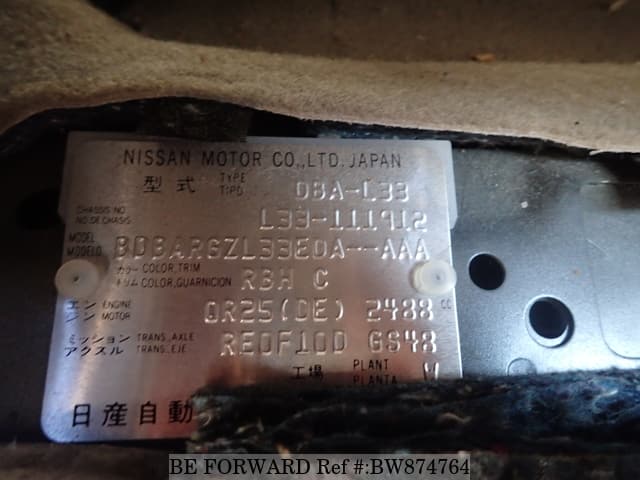 NISSAN MOTOR CO., LTD. JAPAN
型式 TYPE TIPO DBA-L33
CHASSIS NO NO. DE CHASIS L33-111912
MODEL MODELO BDBARGZL33EDA--AAA
カラー COLOR, TRIM トリム COLOR, GUARNICION RBH C
エンジン ENGINE MOTOR QR25(DE) 2488 cc
ミッション TRANS., AXLE アクスル TRANS., EJE RE0F10D GS48
工場 PLANT PLANTA W
日産自動
BE FORWARD Ref #:BW874764